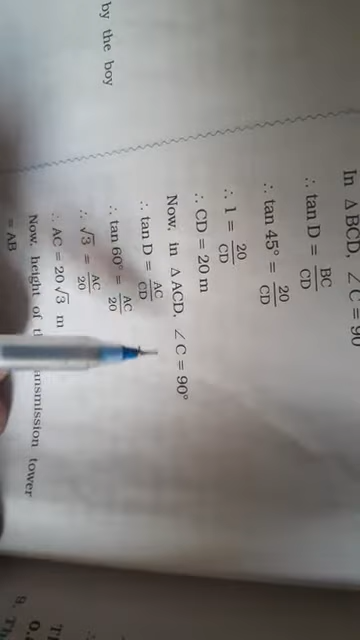 by the boy
In Δ BCD, ∠C = 90
∴ tan D = BC/CD
∴ tan 45° = 20/CD
∴ 1 = 20/CD
∴ CD = 20 m
Now, in Δ ACD, ∠C = 90°
∴ tan D = AC/CD
∴ tan 60° = AC/20
∴ √3 = AC/20
∴ AC = 20√3 m
Now, height of ansmission tower
= AB
9.
0.